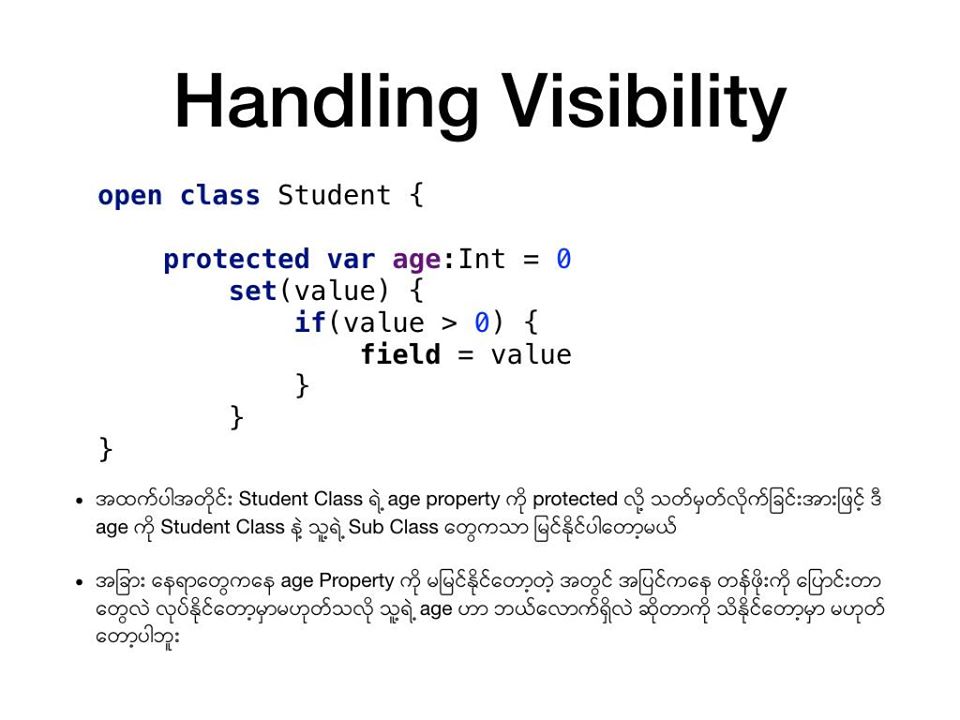 Handling Visibility
open class Student {
    protected var age:Int = 0
        set(value) {
            if(value > 0) {
                field = value
            }
        }
}
• အထက်ပါအတိုင်း Student Class ရဲ့ age property ကို protected လို့ သတ်မှတ်လိုက်ခြင်းအားဖြင့် ဒီ
age ကို Student Class နဲ့ သူ့ရဲ့ Sub Class တွေကသာ မြင်နိုင်ပါတော့မယ်
• အခြား နေရာတွေကနေ age Property ကို မမြင်နိုင်တော့တဲ့ အတွင် အပြင်ကနေ တန်ဖိုးကို ပြောင်းတာ
တွေလဲ လုပ်နိုင်တော့မှာမဟုတ်သလို သူ့ရဲ့ age ဟာ ဘယ်လောက်ရှိလဲ ဆိုတာကို သိနိုင်တော့မှာ မဟုတ်
တော့ပါဘူး